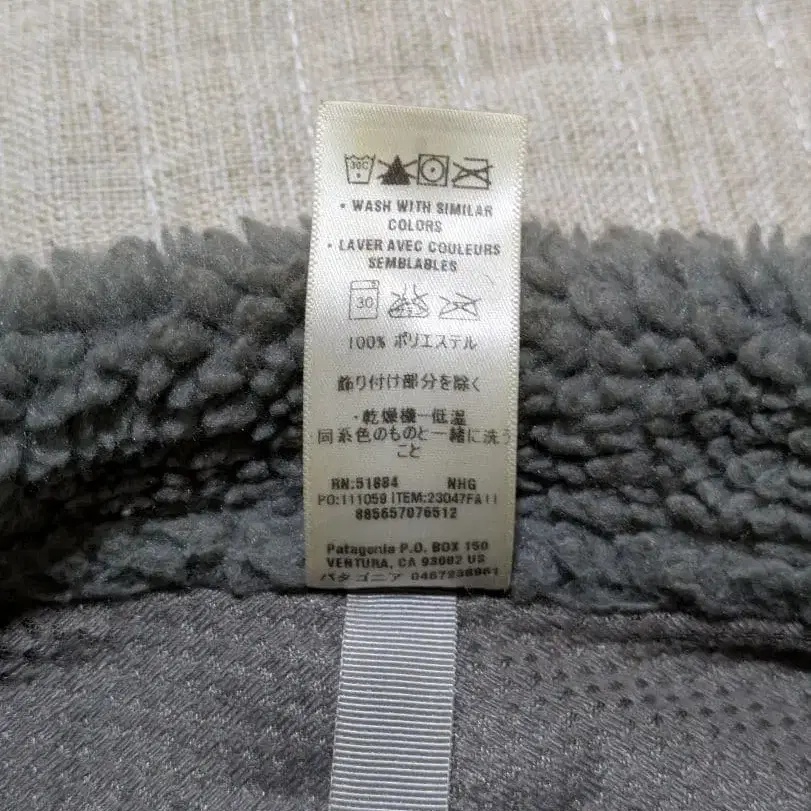 30C
• WASH WITH SIMILAR
COLORS
• LAVER AVEC COULEURS
SEMBLABLES
30
100% ポリエステル
飾り付け部分を除く
・乾燥機ー低温
同系色のものと一緒に洗う
こと
RN:51884 NHG
PO:111059 ITEM:23047FA11
885657076512
Patagonia P.O. BOX 150
VENTURA, CA 93002 US
パタゴニア